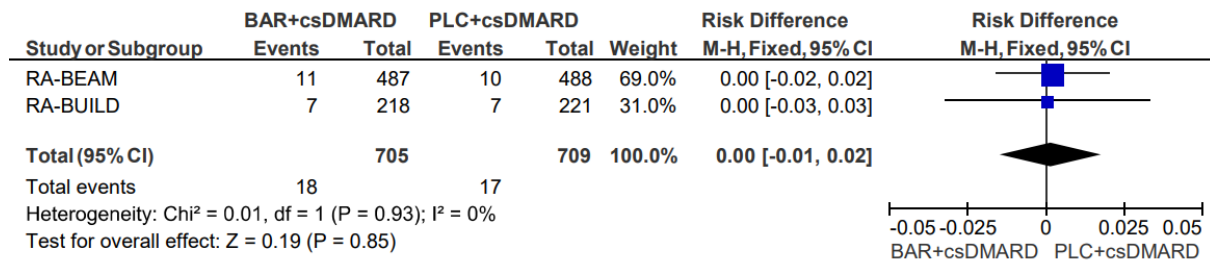 BAR+csDMARD PLC+csDMARD Risk Difference Risk Difference
Study or Subgroup Events Total Events Total Weight M-H, Fixed, 95% CI M-H, Fixed, 95% CI
RA-BEAM 11 487 10 488 69.0% 0.00 [-0.02, 0.02]
RA-BUILD 7 218 7 221 31.0% 0.00 [-0.03, 0.03]
Total (95% CI) 705 709 100.0% 0.00 [-0.01, 0.02]
Total events 18 17
Heterogeneity: Chi² = 0.01, df = 1 (P = 0.93); I² = 0%
Test for overall effect: Z = 0.19 (P = 0.85)
-0.05 -0.025 0 0.025 0.05
BAR+csDMARD PLC+csDMARD